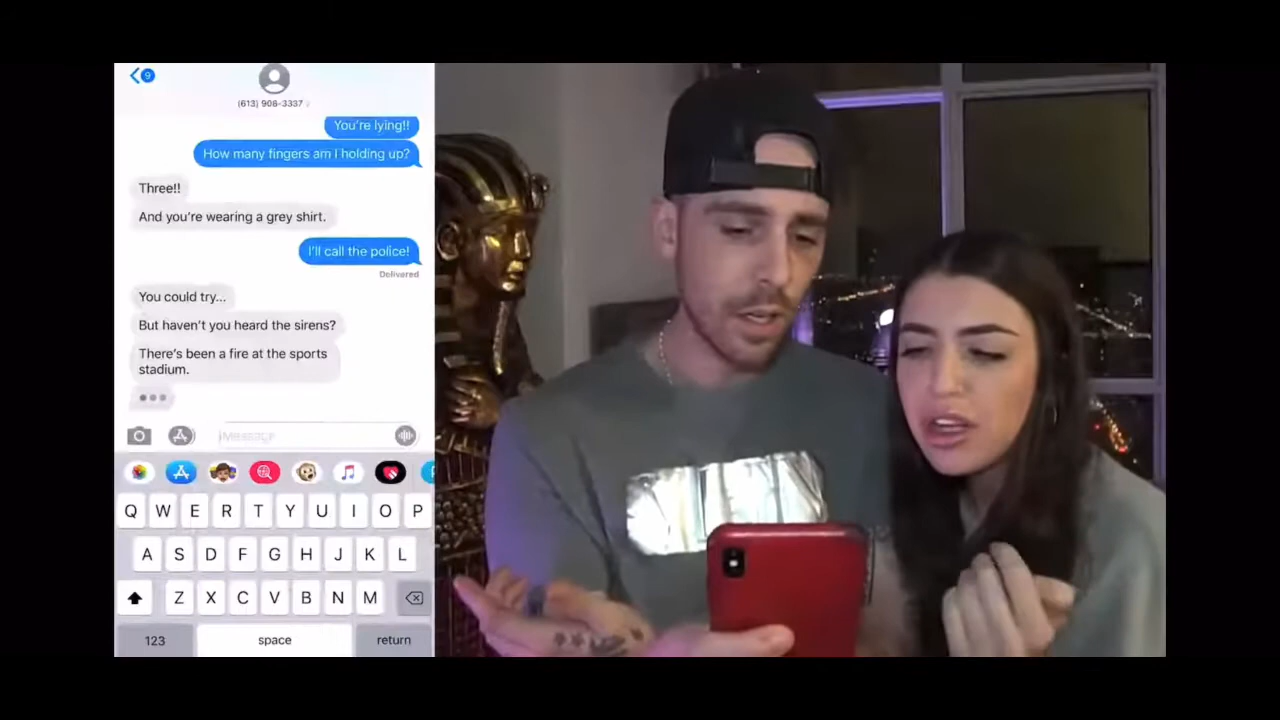 9
(613) 908-3337
You're lying!!
How many fingers am I holding up?
Three!!
And you're wearing a grey shirt.
I'll call the police!
Delivered
You could try...
But haven't you heard the sirens?
There's been a fire at the sports
stadium.
iMessage
Q W E R T Y U I O P
A S D F G H J K L
Z X C V B N M
123 space return